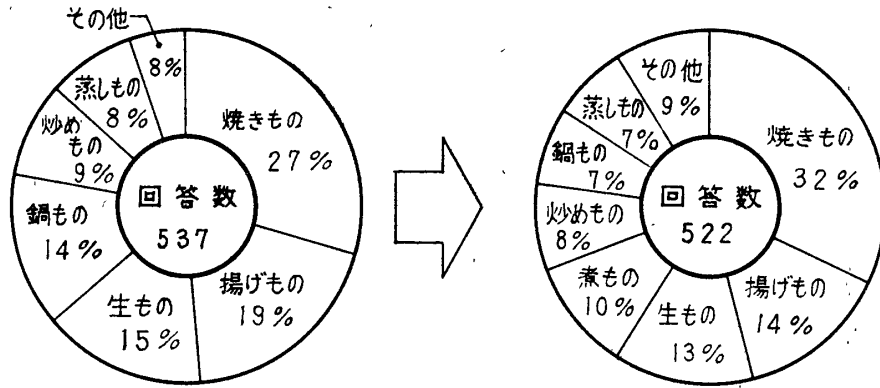 その他
8%
蒸しもの
8%
炒め
もの
9%
鍋もの
14%
生もの
15%
揚げもの
19%
焼きもの
27%
回答数
537
その他
9%
蒸しもの
7%
鍋もの
7%
炒めもの
8%
煮もの
10%
生もの
13%
揚げもの
14%
焼きもの
32%
回答数
522